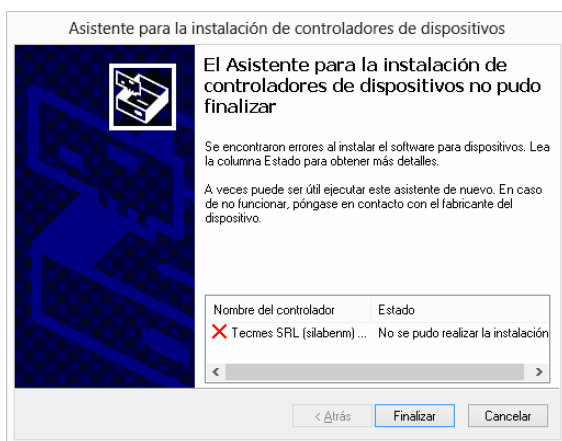 Asistente para la instalación de controladores de dispositivos
El Asistente para la instalación de
controladores de dispositivos no pudo
finalizar
Se encontraron errores al instalar el software para dispositivos. Lea
la columna Estado para obtener más detalles.
A veces puede ser útil ejecutar este asistente de nuevo. En caso
de no funcionar, póngase en contacto con el fabricante del
dispositivo.
Nombre del controlador Estado
Tecmes SRL (silabenm) ... No se pudo realizar la instalación
< Atrás Finalizar Cancelar